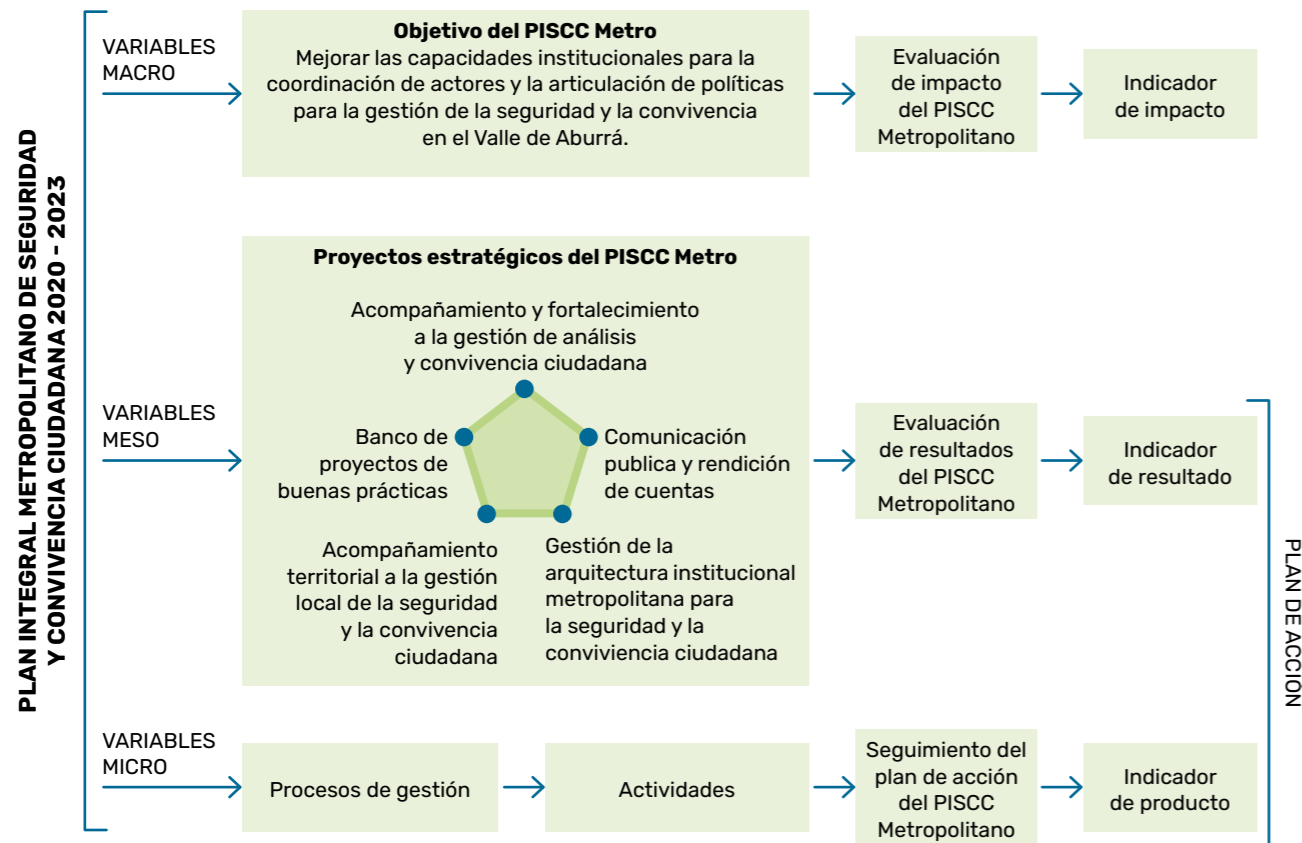 PLAN INTEGRAL METROPOLITANO DE SEGURIDAD
Y CONVIVENCIA CIUDADANA 2020 - 2023
VARIABLES
MACRO
Objetivo del PISCC Metro
Mejorar las capacidades institucionales para la
coordinación de actores y la articulación de políticas
para la gestión de la seguridad y la convivencia
en el Valle de Aburrá.
Evaluación
de impacto
del PISCC
Metropolitano
Indicador
de impacto
VARIABLES
MESO
Proyectos estratégicos del PISCC Metro
Acompañamiento y fortalecimiento
a la gestión de análisis
y convivencia ciudadana
Banco de
proyectos de
buenas prácticas
Comunicación
publica y rendición
de cuentas
Acompañamiento
territorial a la gestión
local de la seguridad
y la convivencia
ciudadana
Gestión de la
arquitectura institucional
metropolitana para
la seguridad y la
conviviencia ciudadana
Evaluación
de resultados
del PISCC
Metropolitano
Indicador
de resultado
VARIABLES
MICRO
Procesos de gestión
Actividades
Seguimiento del
plan de acción
del PISCC
Metropolitano
Indicador
de producto
PLAN DE ACCIÓN